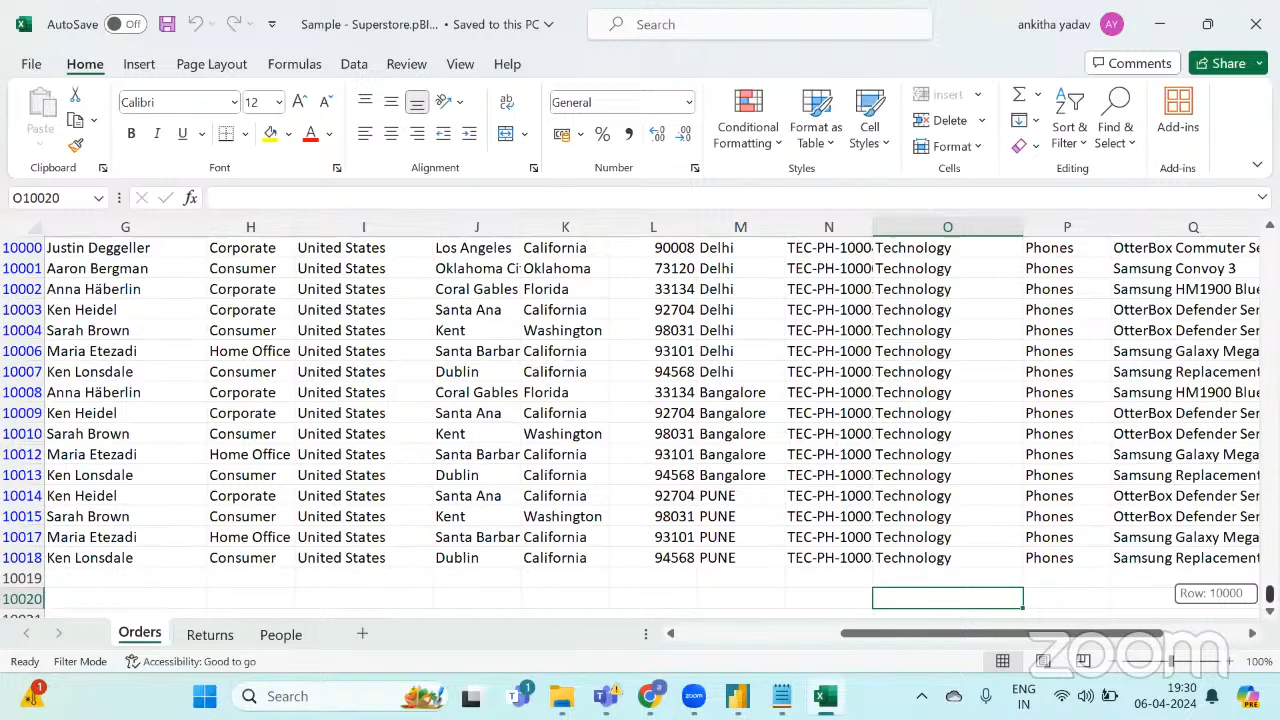 AutoSave Off Sample - Superstore.pBI... • Saved to this PC Search ankitha yadav AY
File Home Insert Page Layout Formulas Data Review View Help Comments Share
Paste Calibri 12 General Conditional Formatting Format as Table Cell Styles Insert Delete Format Sort & Filter Find & Select Add-ins
Clipboard Font Alignment Number Styles Cells Editing Add-ins
O10020 fx
G H I J K L M N O P Q
10000 Justin Deggeller Corporate United States Los Angeles California 90008 Delhi TEC-PH-1000 Technology Phones OtterBox Commuter Se
10001 Aaron Bergman Consumer United States Oklahoma Ci Oklahoma 73120 Delhi TEC-PH-1000 Technology Phones Samsung Convoy 3
10002 Anna Häberlin Corporate United States Coral Gables Florida 33134 Delhi TEC-PH-1000 Technology Phones Samsung HM1900 Blue
10003 Ken Heidel Corporate United States Santa Ana California 92704 Delhi TEC-PH-1000 Technology Phones OtterBox Defender Ser
10004 Sarah Brown Consumer United States Kent Washington 98031 Delhi TEC-PH-1000 Technology Phones OtterBox Defender Ser
10006 Maria Etezadi Home Office United States Santa Barbar California 93101 Delhi TEC-PH-1000 Technology Phones Samsung Galaxy Mega
10007 Ken Lonsdale Consumer United States Dublin California 94568 Delhi TEC-PH-1000 Technology Phones Samsung Replacement
10008 Anna Häberlin Corporate United States Coral Gables Florida 33134 Bangalore TEC-PH-1000 Technology Phones Samsung HM1900 Blue
10009 Ken Heidel Corporate United States Santa Ana California 92704 Bangalore TEC-PH-1000 Technology Phones OtterBox Defender Ser
10010 Sarah Brown Consumer United States Kent Washington 98031 Bangalore TEC-PH-1000 Technology Phones OtterBox Defender Ser
10012 Maria Etezadi Home Office United States Santa Barbar California 93101 Bangalore TEC-PH-1000 Technology Phones Samsung Galaxy Mega
10013 Ken Lonsdale Consumer United States Dublin California 94568 Bangalore TEC-PH-1000 Technology Phones Samsung Replacement
10014 Ken Heidel Corporate United States Santa Ana California 92704 PUNE TEC-PH-1000 Technology Phones OtterBox Defender Ser
10015 Sarah Brown Consumer United States Kent Washington 98031 PUNE TEC-PH-1000 Technology Phones OtterBox Defender Ser
10017 Maria Etezadi Home Office United States Santa Barbar California 93101 PUNE TEC-PH-1000 Technology Phones Samsung Galaxy Mega
10018 Ken Lonsdale Consumer United States Dublin California 94568 PUNE TEC-PH-1000 Technology Phones Samsung Replacement
10019
10020 Row: 10000
Orders Returns People
Ready Filter Mode Accessibility: Good to go 100%
zoom
Search ENG IN 19:30 06-04-2024